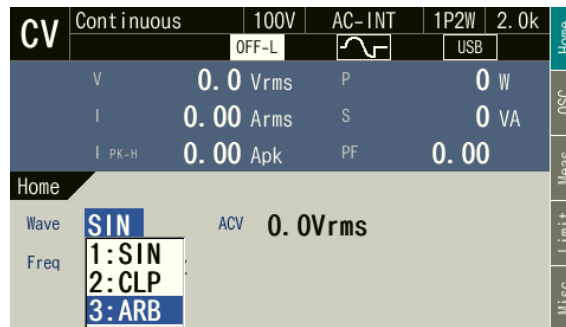 CV Continuous 100V AC-INT 1P2W 2.0k
OFF-L USB
V 0.0 Vrms P 0 W
I 0.00 Arms S 0 VA
I PK-H 0.00 Apk PF 0.00
Home
Wave SIN ACV 0.0Vrms
Freq
1:SIN
2:CLP
3:ARB
Home
OSC
Meas
Limit
Misc